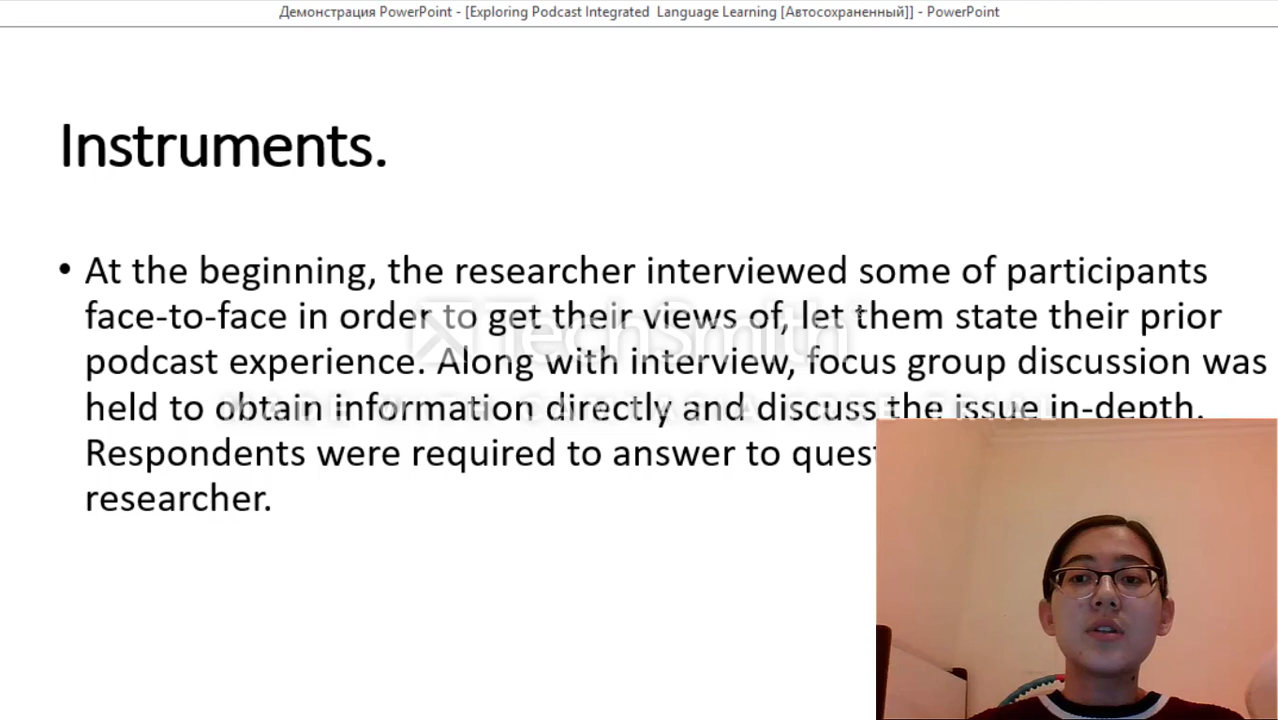 Демонстрация PowerPoint - [Exploring Podcast Integrated Language Learning [Автосохраненный]] - PowerPoint
Instruments.
• At the beginning, the researcher interviewed some of participants
face-to-face in order to get their views of, let them state their prior
podcast experience. Along with interview, focus group discussion was
held to obtain information directly and discuss the issue in-depth.
Respondents were required to answer to
researcher.
TechSmith